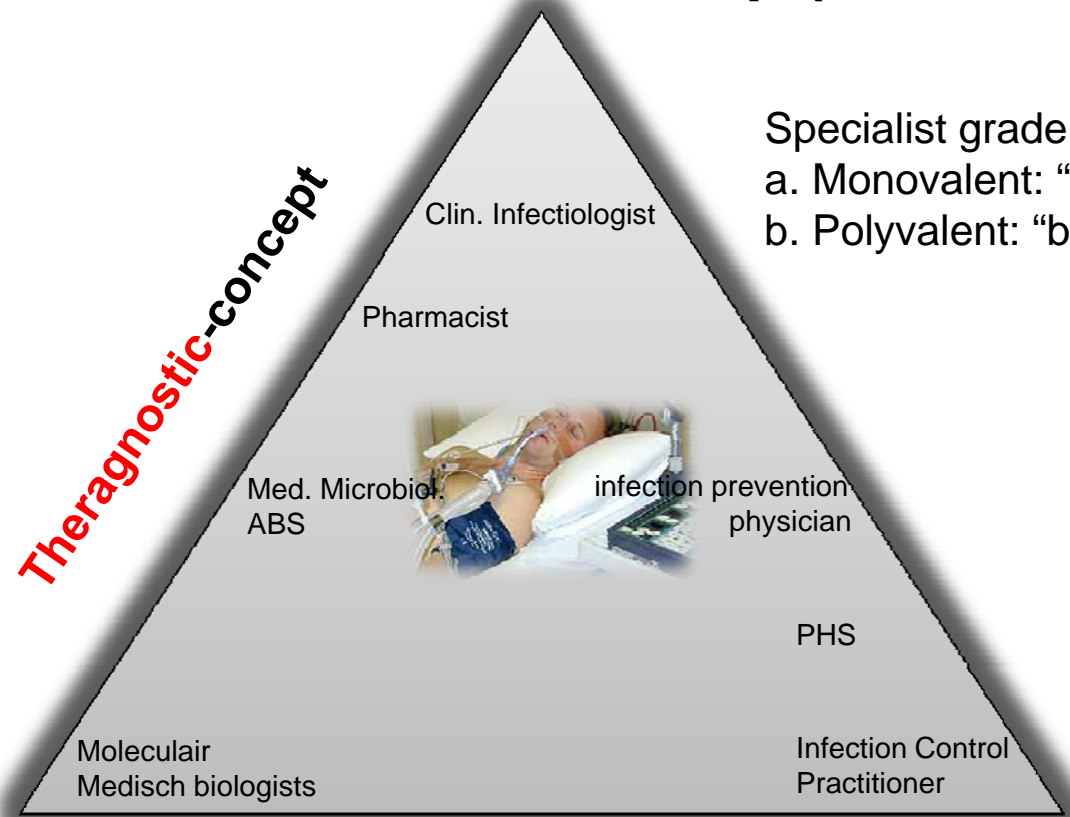 Specialist grade
a. Monovalent: “
b. Polyvalent: “b
Theragnostic-concept
Clin. Infectiologist
Pharmacist
Med. Microbiol.
ABS
infection prevention
physician
PHS
Moleculair
Medisch biologists
Infection Control
Practitioner